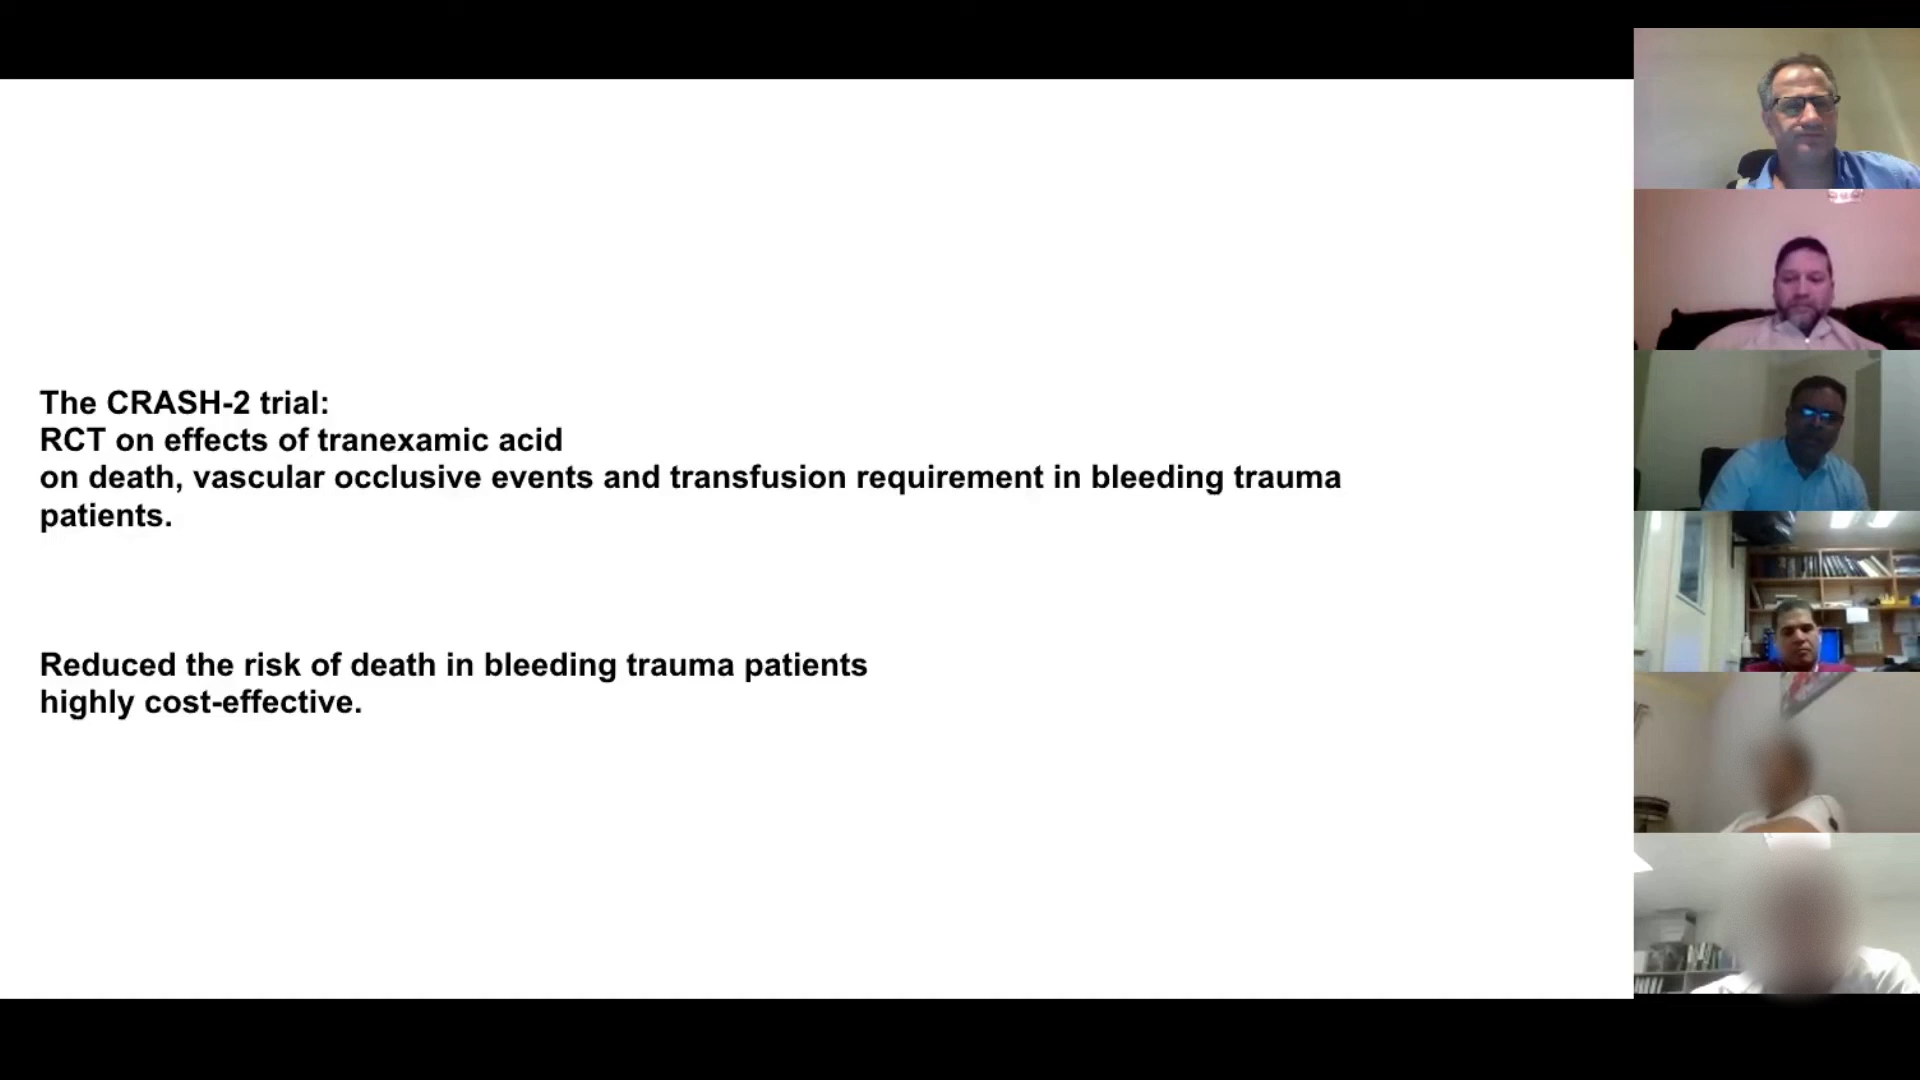 The CRASH-2 trial:
RCT on effects of tranexamic acid
on death, vascular occlusive events and transfusion requirement in bleeding trauma
patients.
Reduced the risk of death in bleeding trauma patients
highly cost-effective.